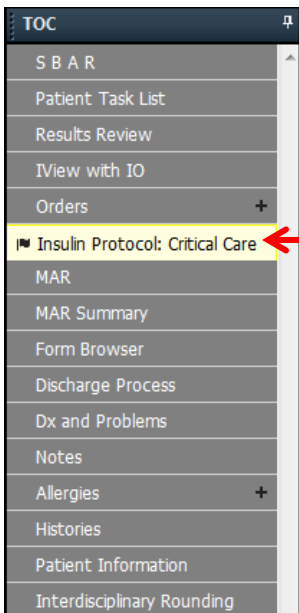 TOC
S B A R
Patient Task List
Results Review
IView with IO
Orders +
Insulin Protocol: Critical Care
MAR
MAR Summary
Form Browser
Discharge Process
Dx and Problems
Notes
Allergies +
Histories
Patient Information
Interdisciplinary Rounding